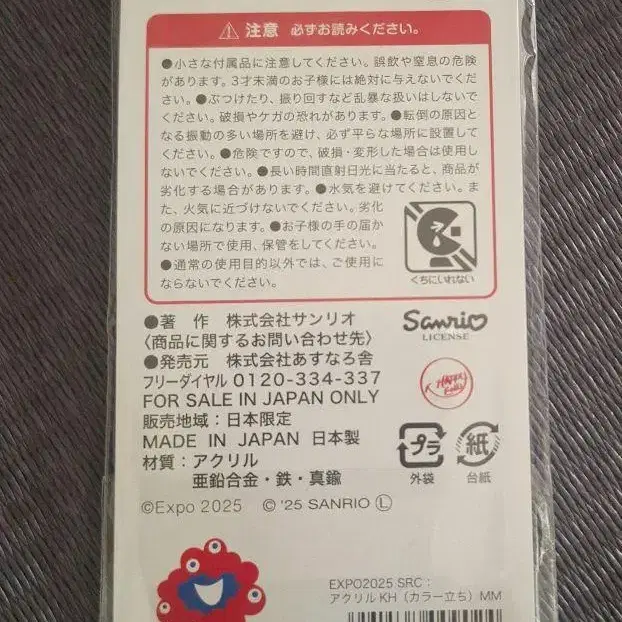 ⚠ 注意 必ずお読みください。
●小さな付属品に注意してください。誤飲や窒息の危険
があります。3才未満のお子様には絶対に与えないでくだ
さい。●ぶつけたり、振り回すなど乱暴な扱いはしないで
ください。破損やケガの恐れがあります。●転倒の原因と
なる振動の多い場所を避け、必ず平らな場所に設置して
ください。●危険ですので、破損・変形した場合は使用し
ないでください。●長い時間直射日光に当たると、商品が
劣化する場合があります。●水気を避けてください。ま
た、火気に近づけないでください。劣化
の原因になります。●お子様の手の届か
ない場所で使用、保管をしてください。
●通常の使用目的以外では、ご使用に
ならないでください。
くちにいれない
●著 作 株式会社サンリオ
〈商品に関するお問い合わせ先〉
●発売元 株式会社あすなろ舎
フリーダイヤル 0120-334-337
FOR SALE IN JAPAN ONLY
販売地域：日本限定
MADE IN JAPAN 日本製
材質：アクリル
亜鉛合金・鉄・真鍮
Sanrio
LICENSE
プラ
外袋
紙
台紙
©Expo 2025 © '25 SANRIO Ⓛ
EXPO2025 SRC：
アクリルKH（カラー立ち）MM